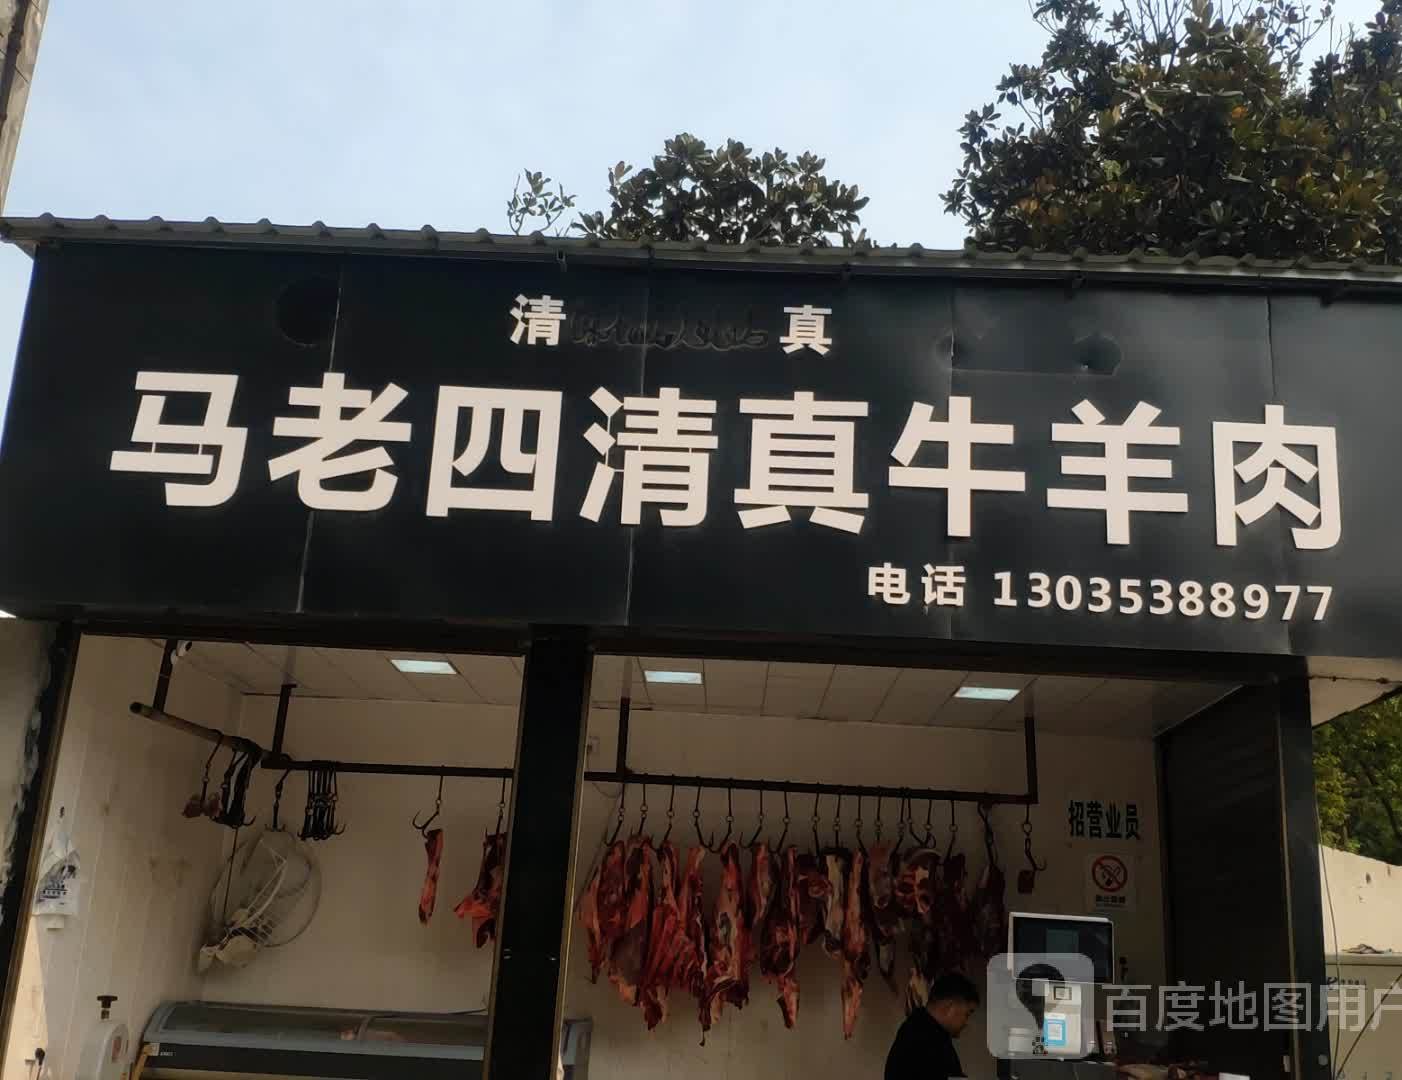 清 真
马老四清真牛羊肉
电话 13035388977
招营业员
百度地图用户